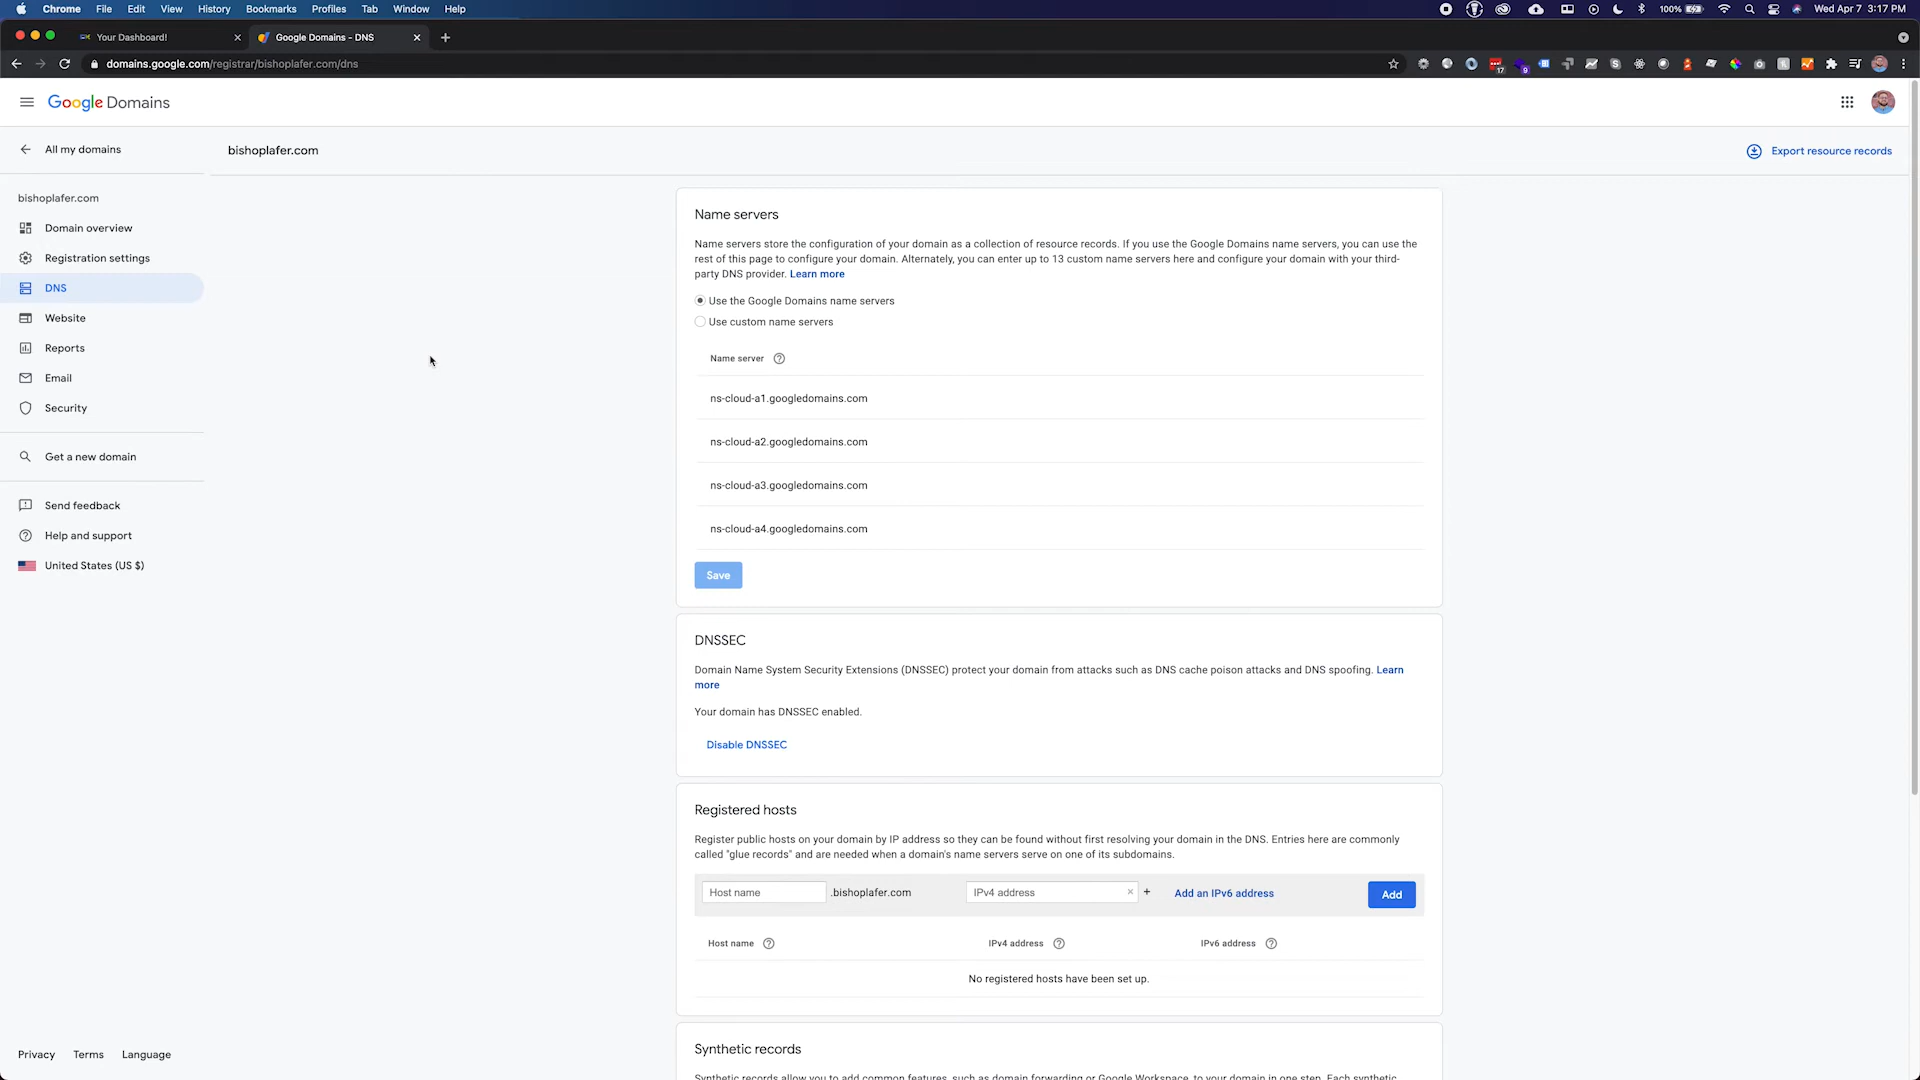 Chrome File Edit View History Bookmarks Profiles Tab Window Help
100% Wed Apr 7 3:17 PM
Your Dashboard!
Google Domains - DNS
domains.google.com/registrar/bishoplafer.com/dns
17
9
Google Domains
All my domains
bishoplafer.com
Export resource records
bishoplafer.com
Domain overview
Registration settings
DNS
Website
Reports
Email
Security
Get a new domain
Send feedback
Help and support
United States (US $)
Privacy Terms Language
Name servers
Name servers store the configuration of your domain as a collection of resource records. If you use the Google Domains name servers, you can use the
rest of this page to configure your domain. Alternately, you can enter up to 13 custom name servers here and configure your domain with your third-
party DNS provider. Learn more
Use the Google Domains name servers
Use custom name servers
Name server
ns-cloud-a1.googledomains.com
ns-cloud-a2.googledomains.com
ns-cloud-a3.googledomains.com
ns-cloud-a4.googledomains.com
Save
DNSSEC
Domain Name System Security Extensions (DNSSEC) protect your domain from attacks such as DNS cache poison attacks and DNS spoofing. Learn
more
Your domain has DNSSEC enabled.
Disable DNSSEC
Registered hosts
Register public hosts on your domain by IP address so they can be found without first resolving your domain in the DNS. Entries here are commonly
called "glue records" and are needed when a domain's name servers serve on one of its subdomains.
Host name .bishoplafer.com IPv4 address × + Add an IPv6 address Add
Host name IPv4 address IPv6 address
No registered hosts have been set up.
Synthetic records
Synthetic records allow you to add common features, such as domain forwarding or Google Workspace, to your domain in one step. Each synthetic